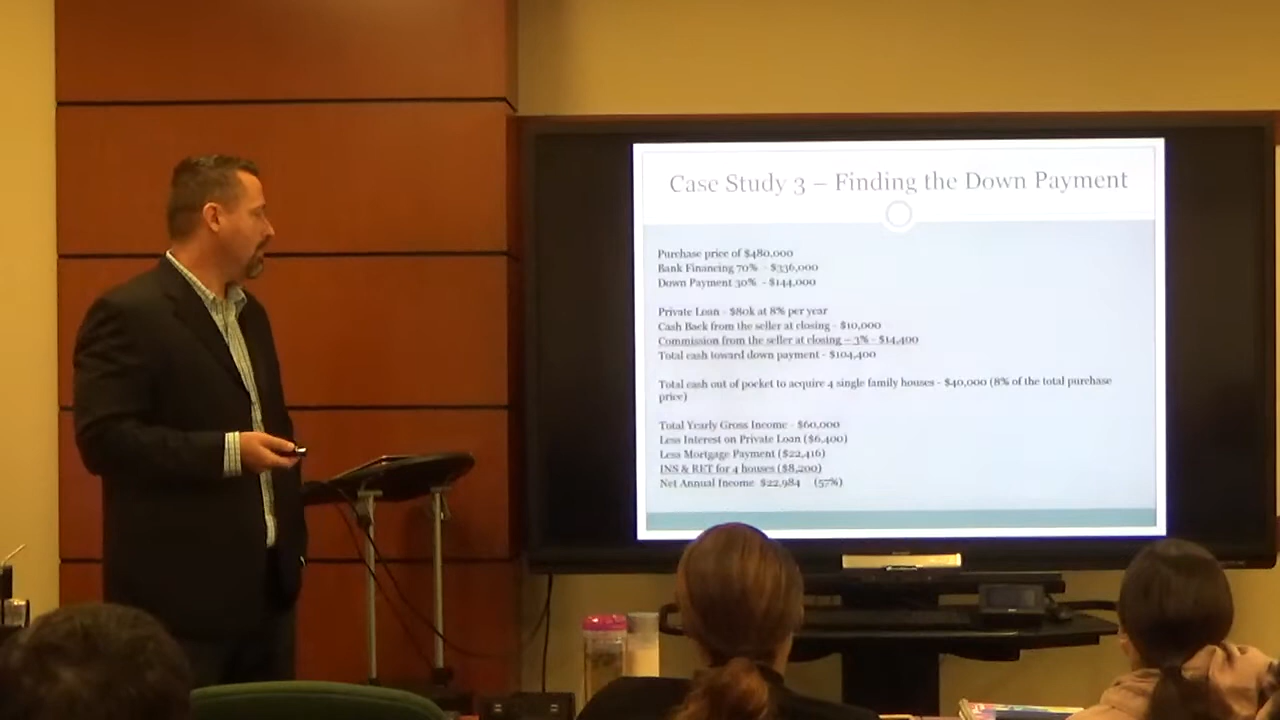 Case Study 3 – Finding the Down Payment
Purchase price of $480,000
Bank Financing 70% - $336,000
Down Payment 30% - $144,000
Private Loan - $80k at 8% per year
Cash Back from the seller at closing - $10,000
Commission from the seller at closing – 3% - $14,400
Total cash toward down payment - $104,400
Total cash out of pocket to acquire 4 single family houses - $40,000 (8% of the total purchase
price)
Total Yearly Gross Income - $60,000
Less Interest on Private Loan ($6,400)
Less Mortgage Payment ($22,416)
INS & RET for 4 houses ($8,200)
Net Annual Income $22,984 (57%)